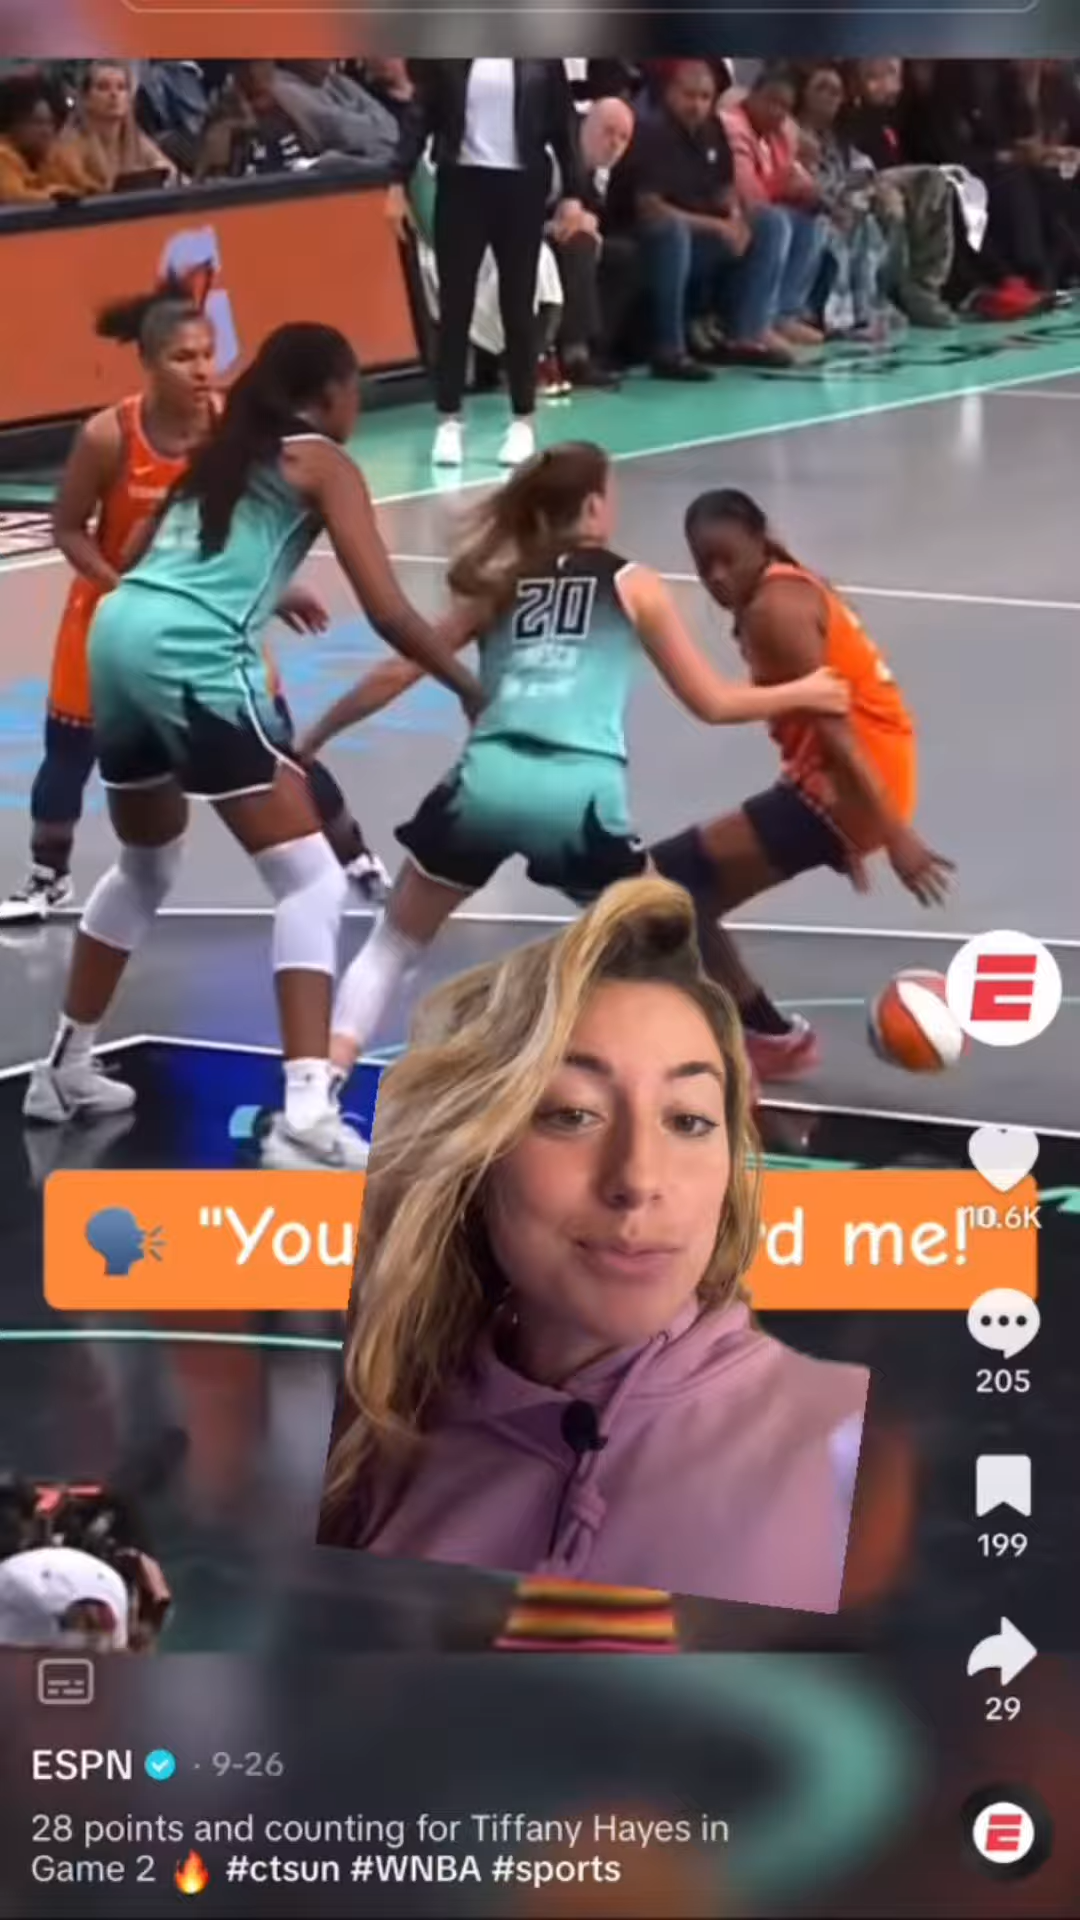 20
"You
d me!"
10.6K
205
199
29
ESPN · 9-26
28 points and counting for Tiffany Hayes in
Game 2 🔥 #ctsun #WNBA #sports